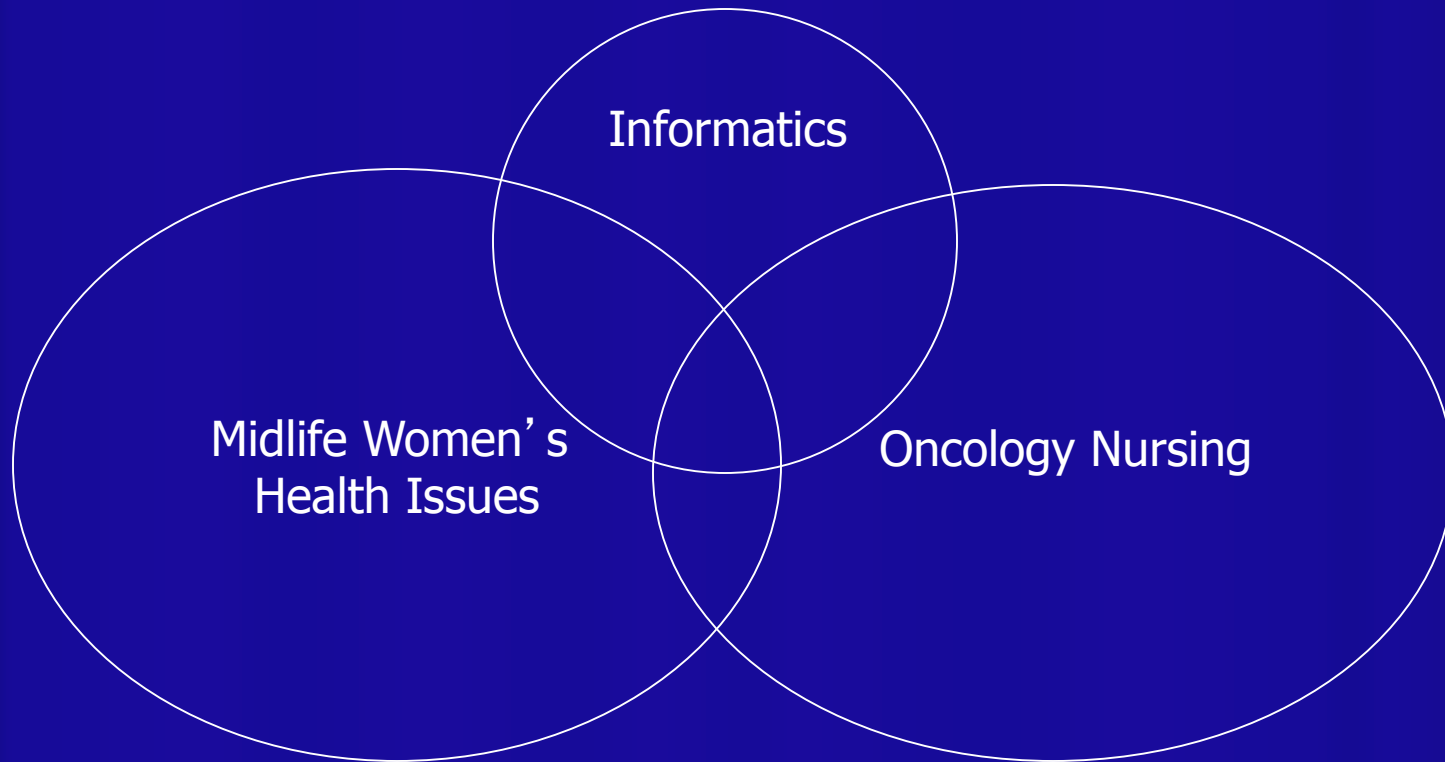 Informatics
Midlife Women’s
Health Issues
Oncology Nursing